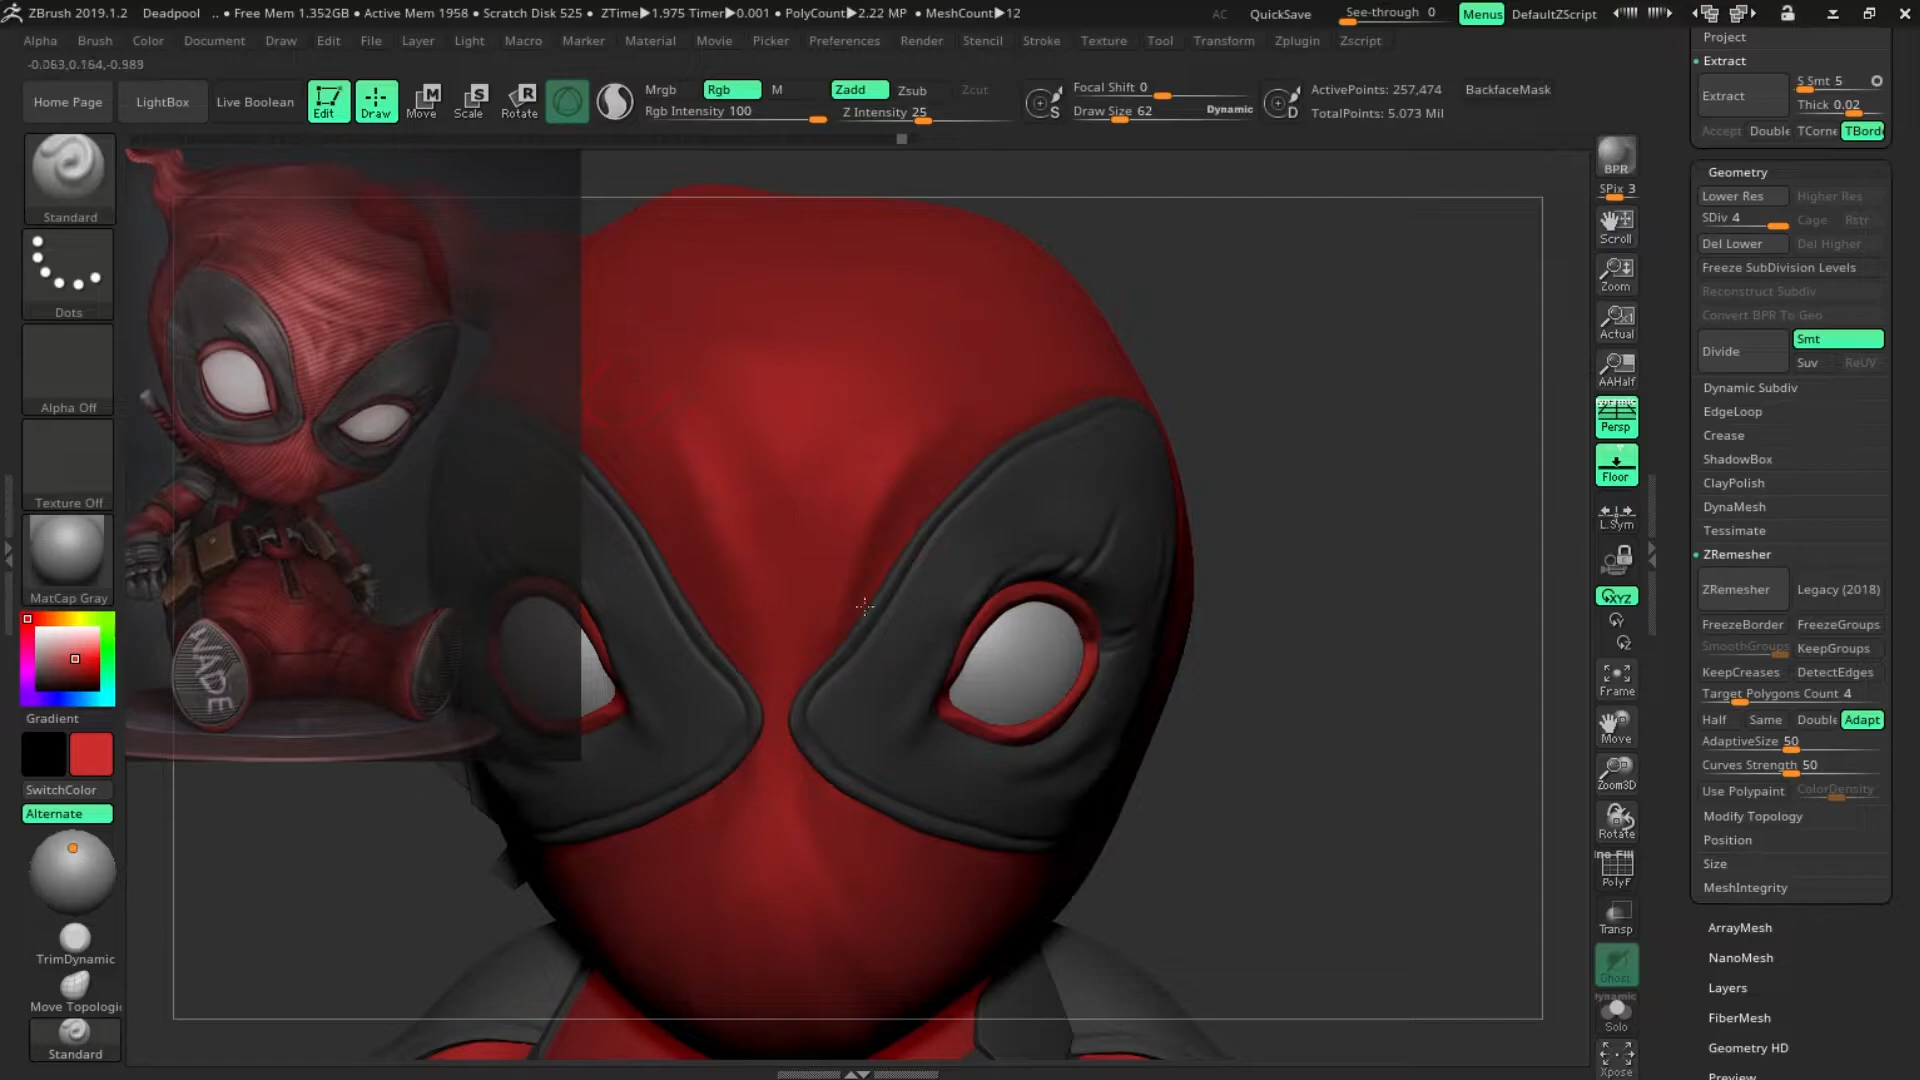 ZBrush 2019.1.2 Deadpool .. • Free Mem 1.352GB • Active Mem 1958 • Scratch Disk 525 • ZTime▶1.975 Timer▶0.001 • PolyCount▶2.22 MP • MeshCount▶12 AC QuickSave See-through 0 Menus DefaultZScript
Alpha Brush Color Document Draw Edit File Layer Light Macro Marker Material Movie Picker Preferences Render Stencil Stroke Texture Tool Transform Zplugin Zscript
-0.063,0.164,-0.989
Home Page LightBox Live Boolean Edit Draw Move Scale Rotate
M S R
Mrgb Rgb M Zadd Zsub Zcut
Rgb Intensity 100 Z Intensity 25
S Focal Shift 0
Draw Size 62 Dynamic D
ActivePoints: 257,474 BackfaceMask
TotalPoints: 5.073 Mil
Standard
Dots
Alpha Off
Texture Off
MatCap Gray
Gradient
SwitchColor
Alternate
TrimDynamic
Move Topologi
Standard
WADE
BPR
SPix 3
Scroll
Zoom
Actual
AAHalf
Persp
Floor
L.Sym
XYZ
Y
Z
Frame
Move
Zoom3D
Rotate
PolyF
Transp
Ghost
Dynamic
Solo
Xpose
Project
Extract
Extract S Smt 5
Thick 0.02
Accept Double TCorne TBord
Geometry
Lower Res Higher Res
SDiv 4 Cage Rstr
Del Lower Del Higher
Freeze SubDivision Levels
Reconstruct Subdiv
Convert BPR To Geo
Divide Smt
Suv ReUV
Dynamic Subdiv
EdgeLoop
Crease
ShadowBox
ClayPolish
DynaMesh
Tessimate
ZRemesher
ZRemesher Legacy (2018)
FreezeBorder FreezeGroups
SmoothGroups KeepGroups
KeepCreases DetectEdges
Target Polygons Count 4
Half Same Double Adapt
AdaptiveSize 50
Curves Strength 50
Use Polypaint ColorDensity
Modify Topology
Position
Size
MeshIntegrity
ArrayMesh
NanoMesh
Layers
FiberMesh
Geometry HD
Preview